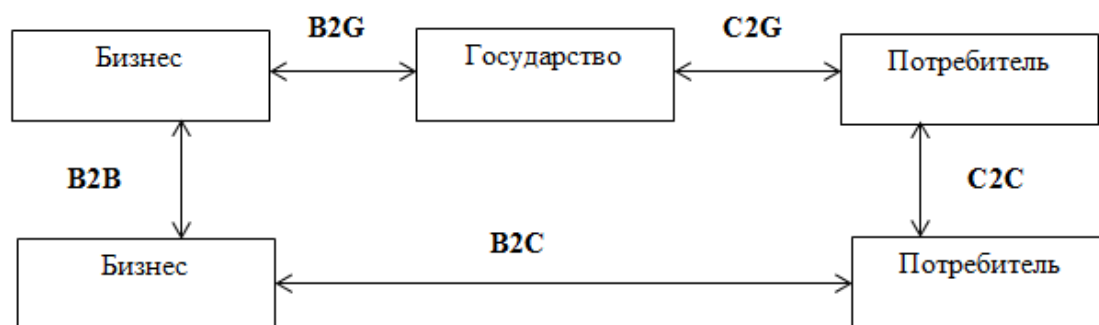 B2G
C2G
Бизнес
Государство
Потребитель
B2B
C2C
B2C
Бизнес
Потребитель